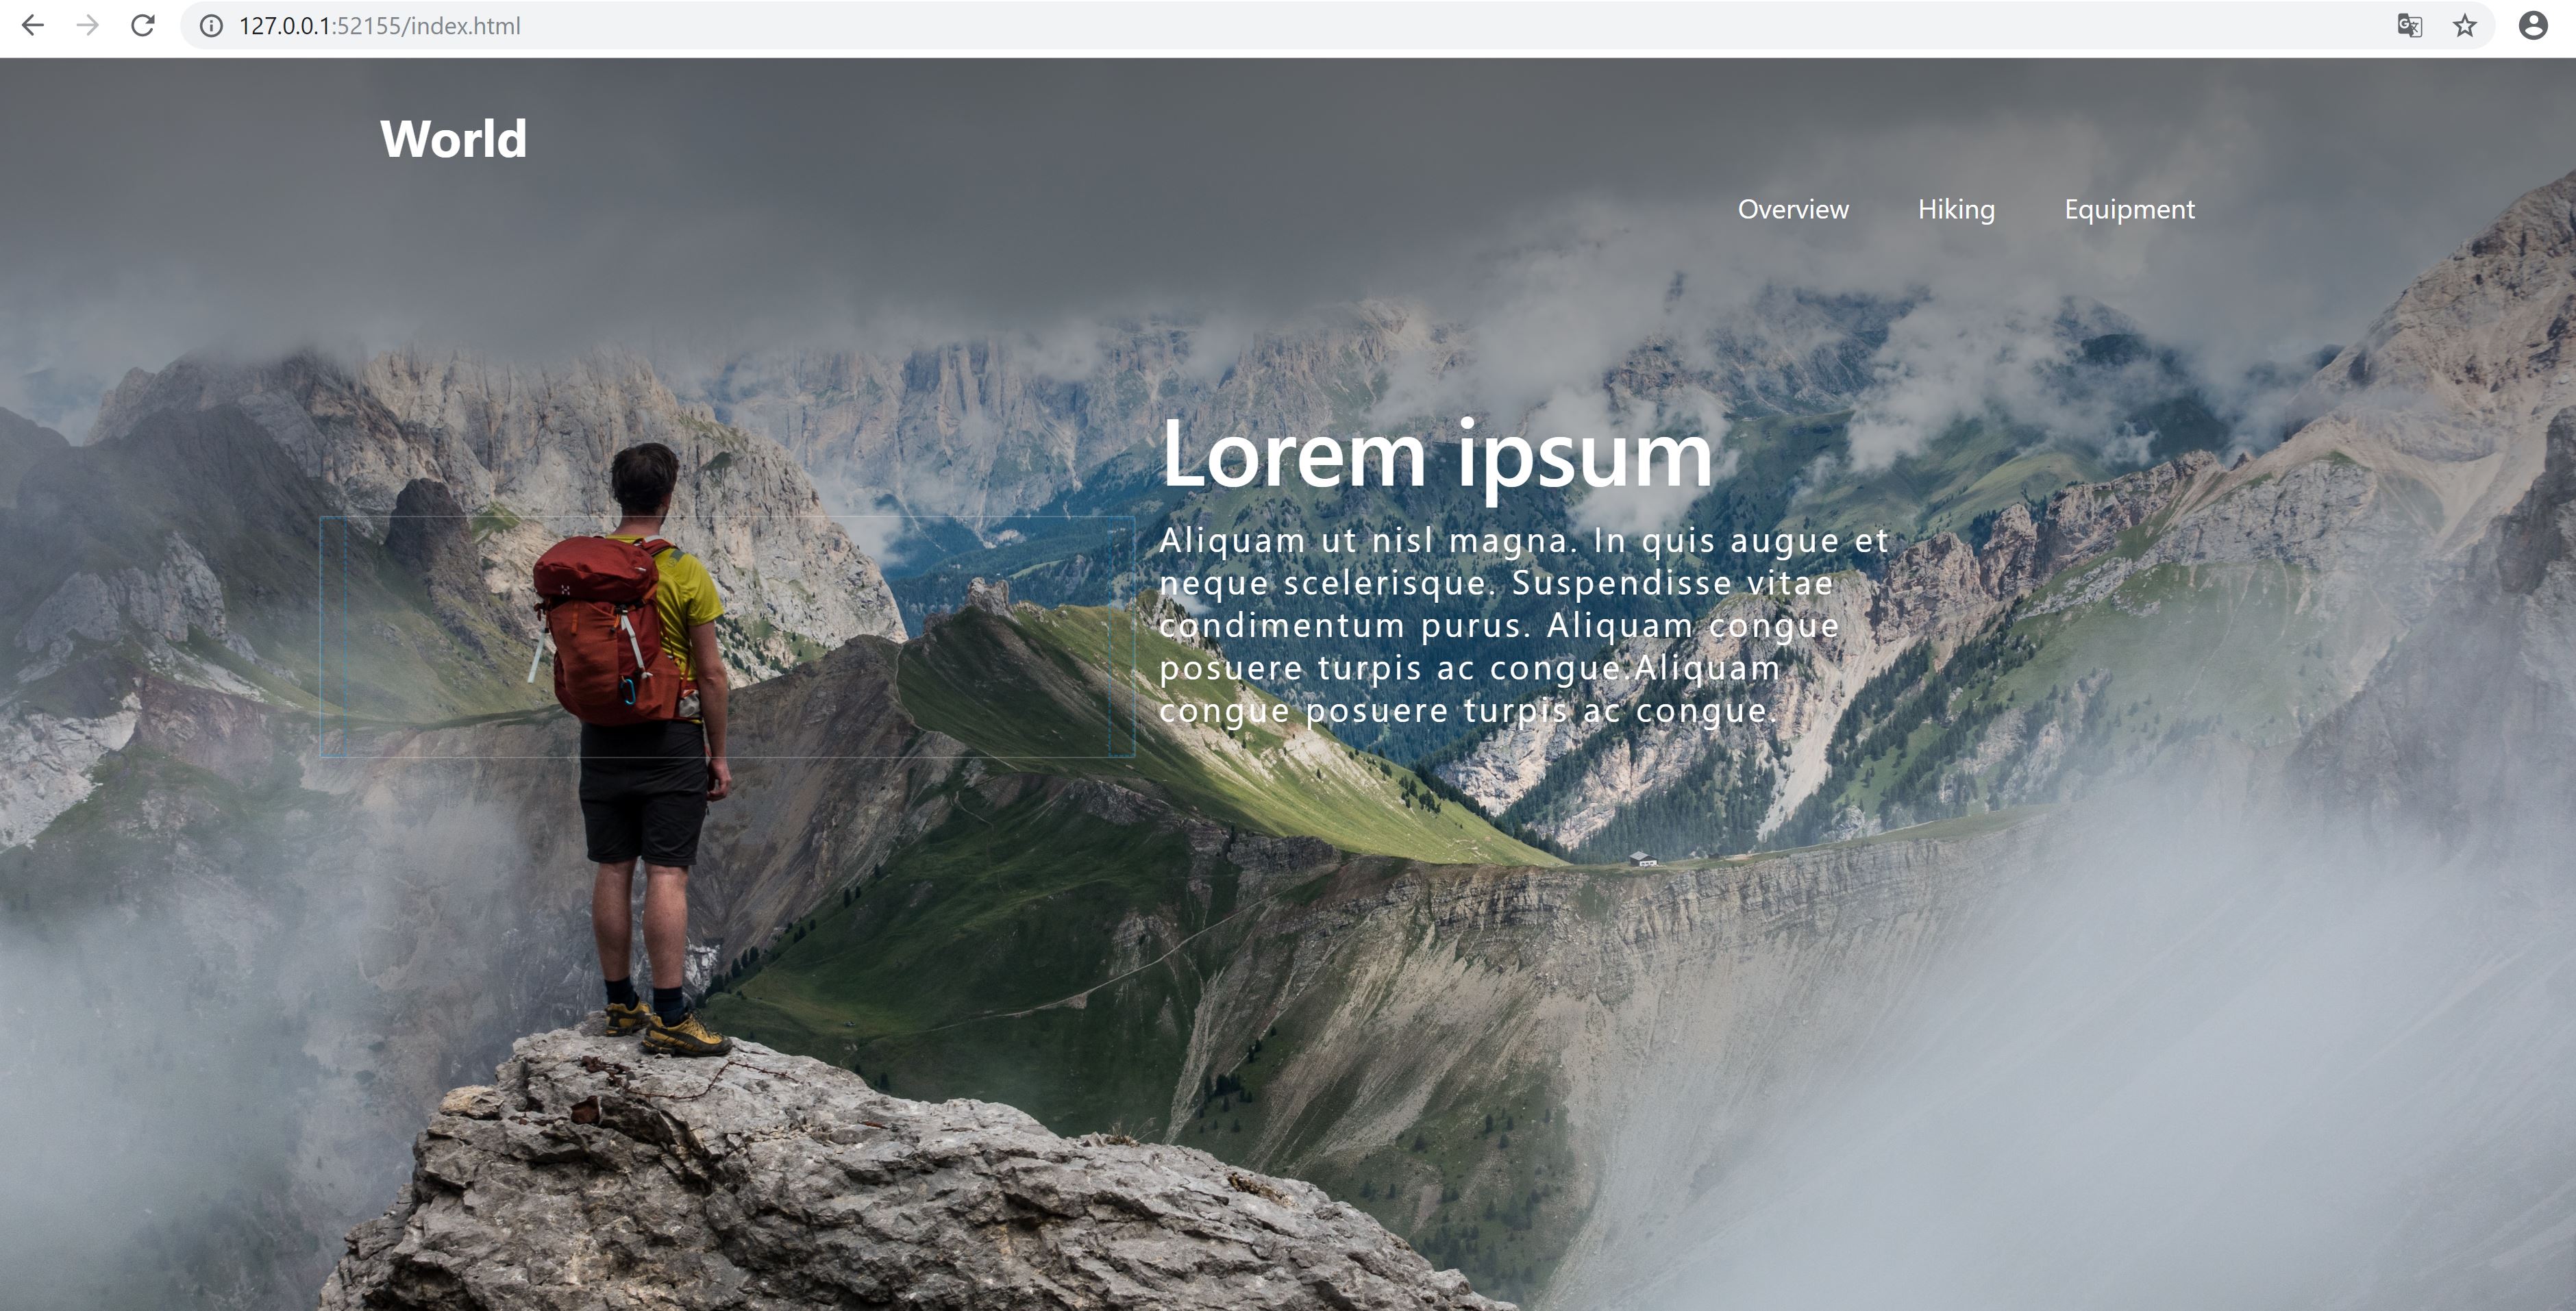 127.0.0.1:52155/index.html
World
Overview Hiking Equipment
Lorem ipsum
Aliquam ut nisl magna. In quis augue et
neque scelerisque. Suspendisse vitae
condimentum purus. Aliquam congue
posuere turpis ac congue.Aliquam
congue posuere turpis ac congue.